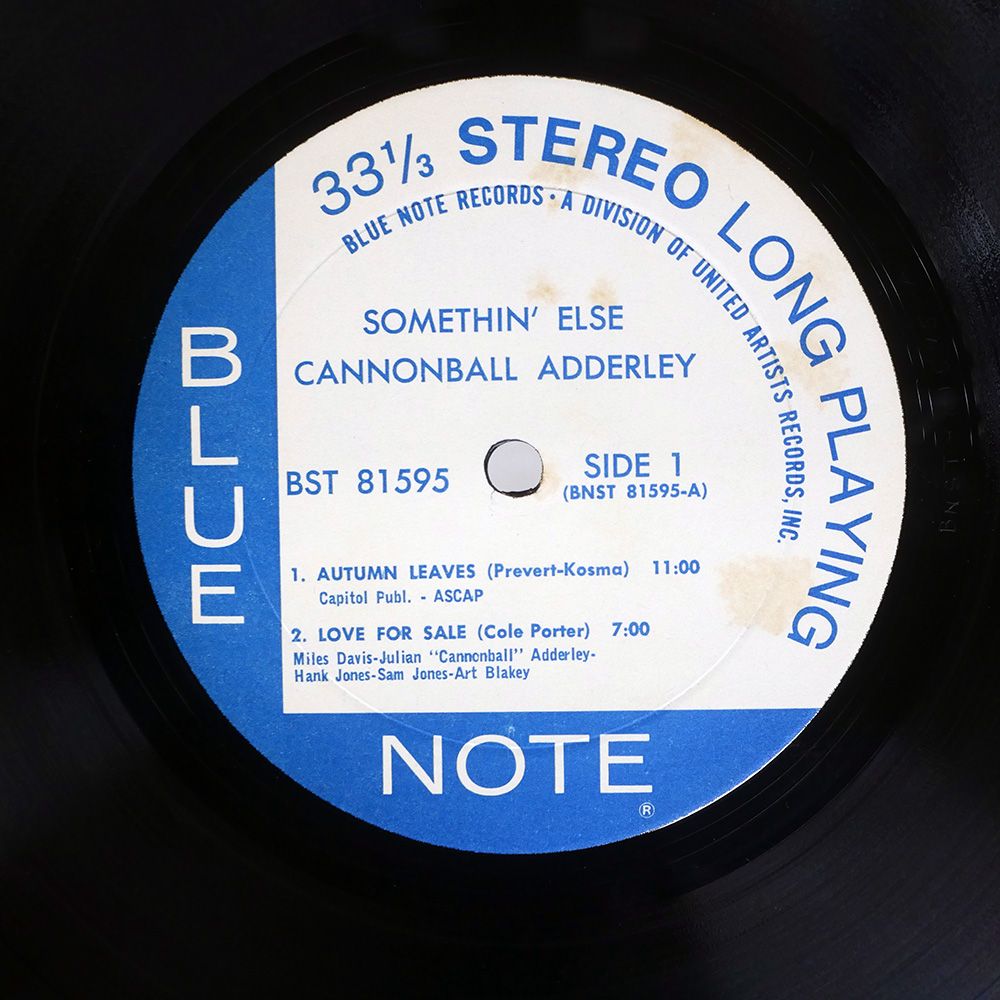 33⅓ STEREO LONG PLAYING
BLUE NOTE RECORDS · A DIVISION OF UNITED ARTISTS RECORDS, INC.
SOMETHIN' ELSE
CANNONBALL ADDERLEY
BST 81595
SIDE 1
(BNST 81595-A)
1. AUTUMN LEAVES (Prevert-Kosma) 11:00
Capitol Publ. - ASCAP
2. LOVE FOR SALE (Cole Porter) 7:00
Miles Davis-Julian "Cannonball" Adderley-
Hank Jones-Sam Jones-Art Blakey
BLUE
NOTE
®